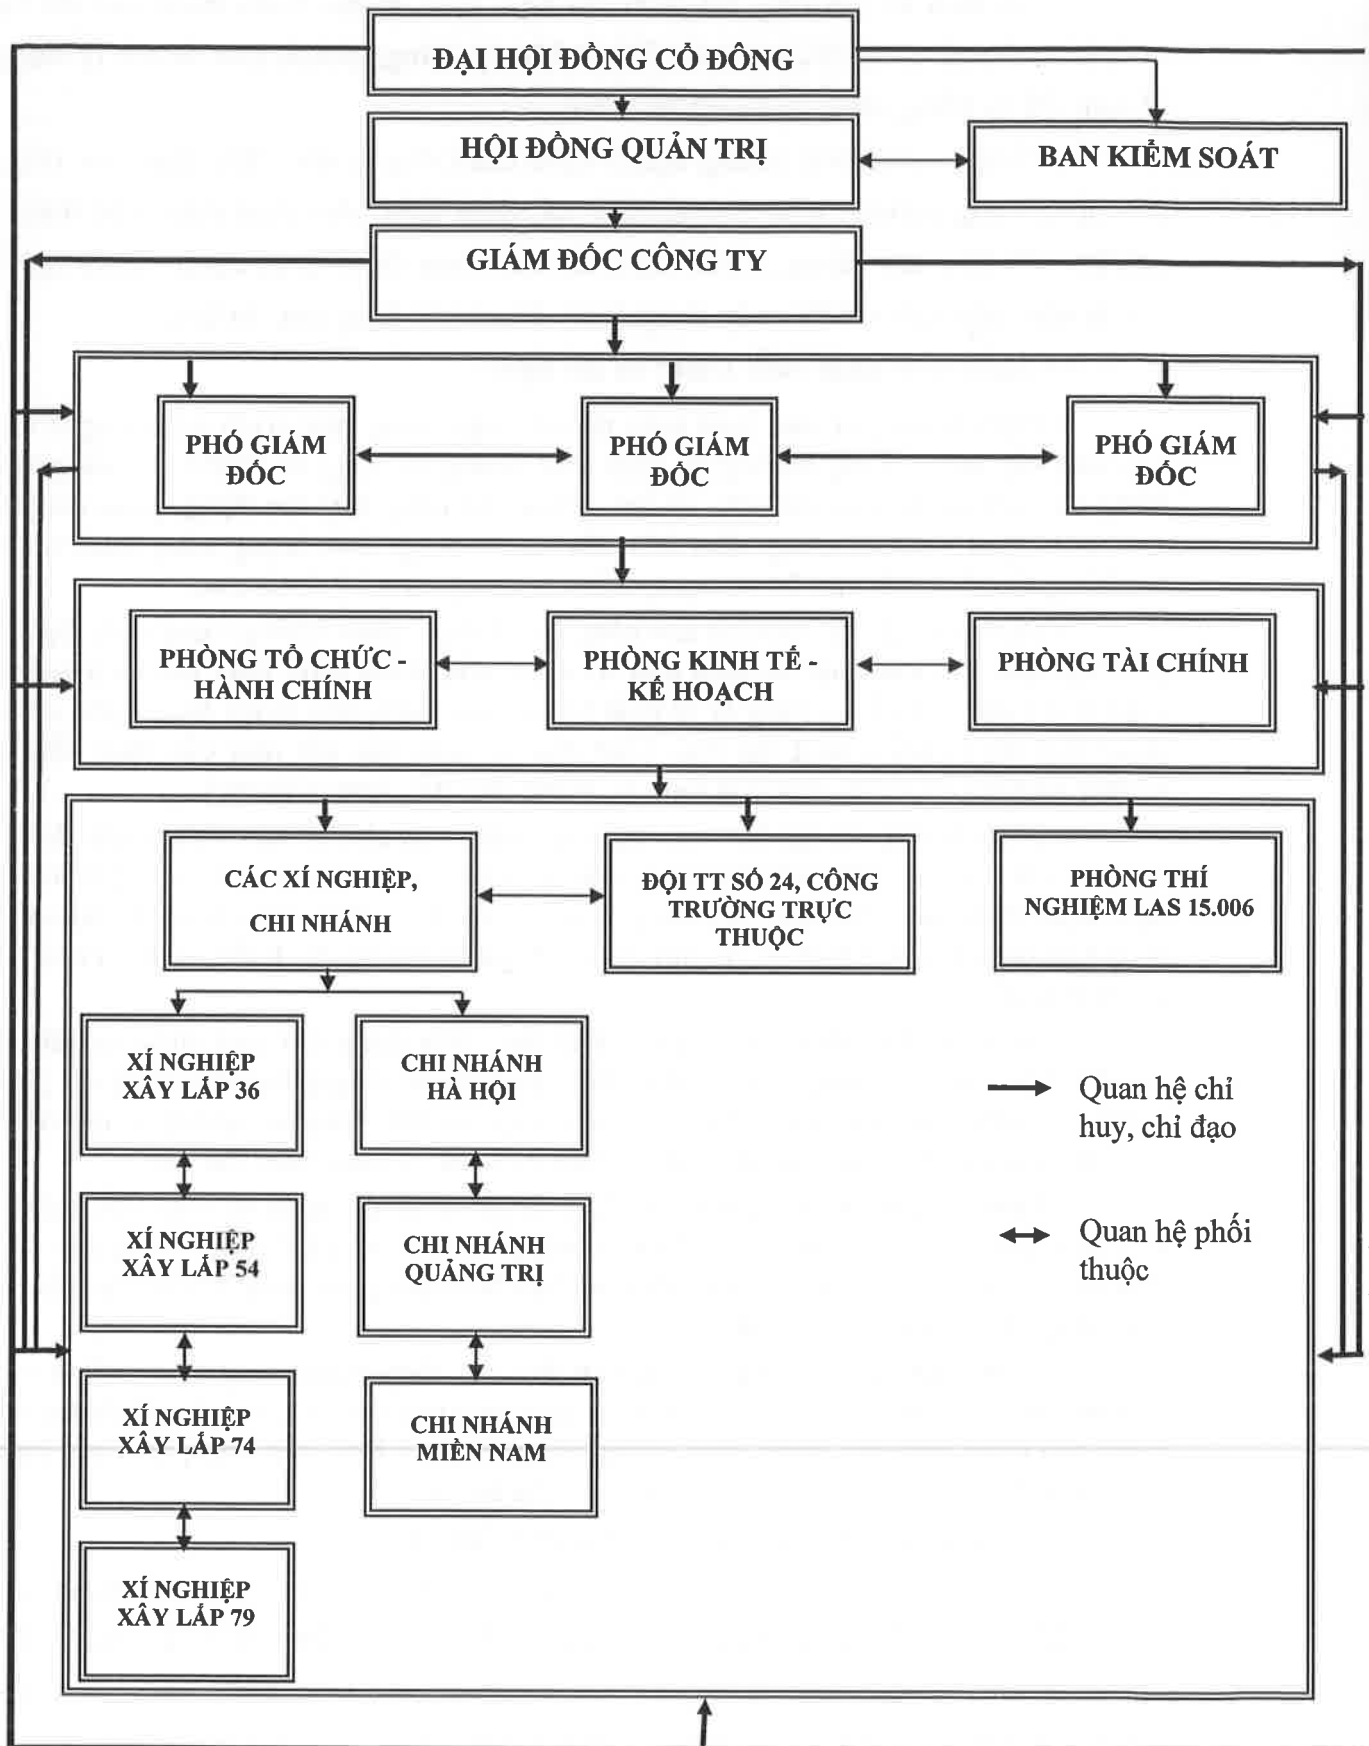 ĐẠI HỘI ĐỒNG CỔ ĐÔNG
HỘI ĐỒNG QUẢN TRỊ
BAN KIỂM SOÁT
GIÁM ĐỐC CÔNG TY
PHÓ GIÁM
ĐỐC
PHÓ GIÁM
ĐỐC
PHÓ GIÁM
ĐỐC
PHÒNG TỔ CHỨC -
HÀNH CHÍNH
PHÒNG KINH TẾ -
KẾ HOẠCH
PHÒNG TÀI CHÍNH
CÁC XÍ NGHIỆP,
CHI NHÁNH
ĐỘI TT SỐ 24, CÔNG
TRƯỜNG TRỰC
THUỘC
PHÒNG THÍ
NGHIỆM LAS 15.006
XÍ NGHIỆP
XÂY LẮP 36
CHI NHÁNH
HÀ HỘI
Quan hệ chỉ
huy, chỉ đạo
XÍ NGHIỆP
XÂY LẮP 54
CHI NHÁNH
QUẢNG TRỊ
Quan hệ phối
thuộc
XÍ NGHIỆP
XÂY LẮP 74
CHI NHÁNH
MIỀN NAM
XÍ NGHIỆP
XÂY LẮP 79